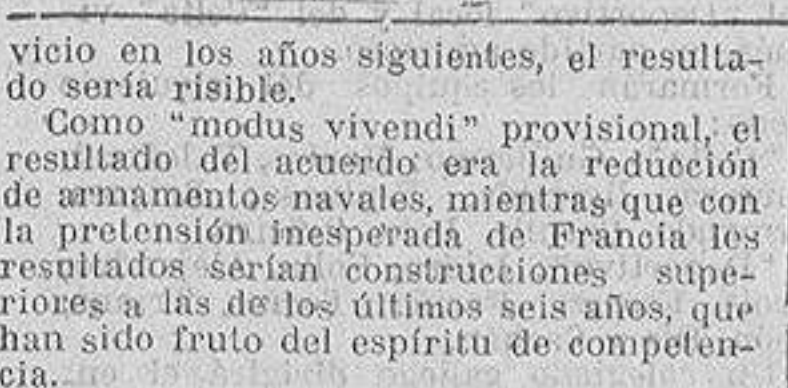 vicio en los años siguientes, el resulta-
do sería risible.
Como "modus vivendi" provisional, el
resultado del acuerdo era la reducción
de armamentos navales, mientras que con
la pretensión inesperada de Francia los
resultados serían construcciones supe-
riores a las de los últimos seis años, que
han sido fruto del espíritu de competen-
cia.